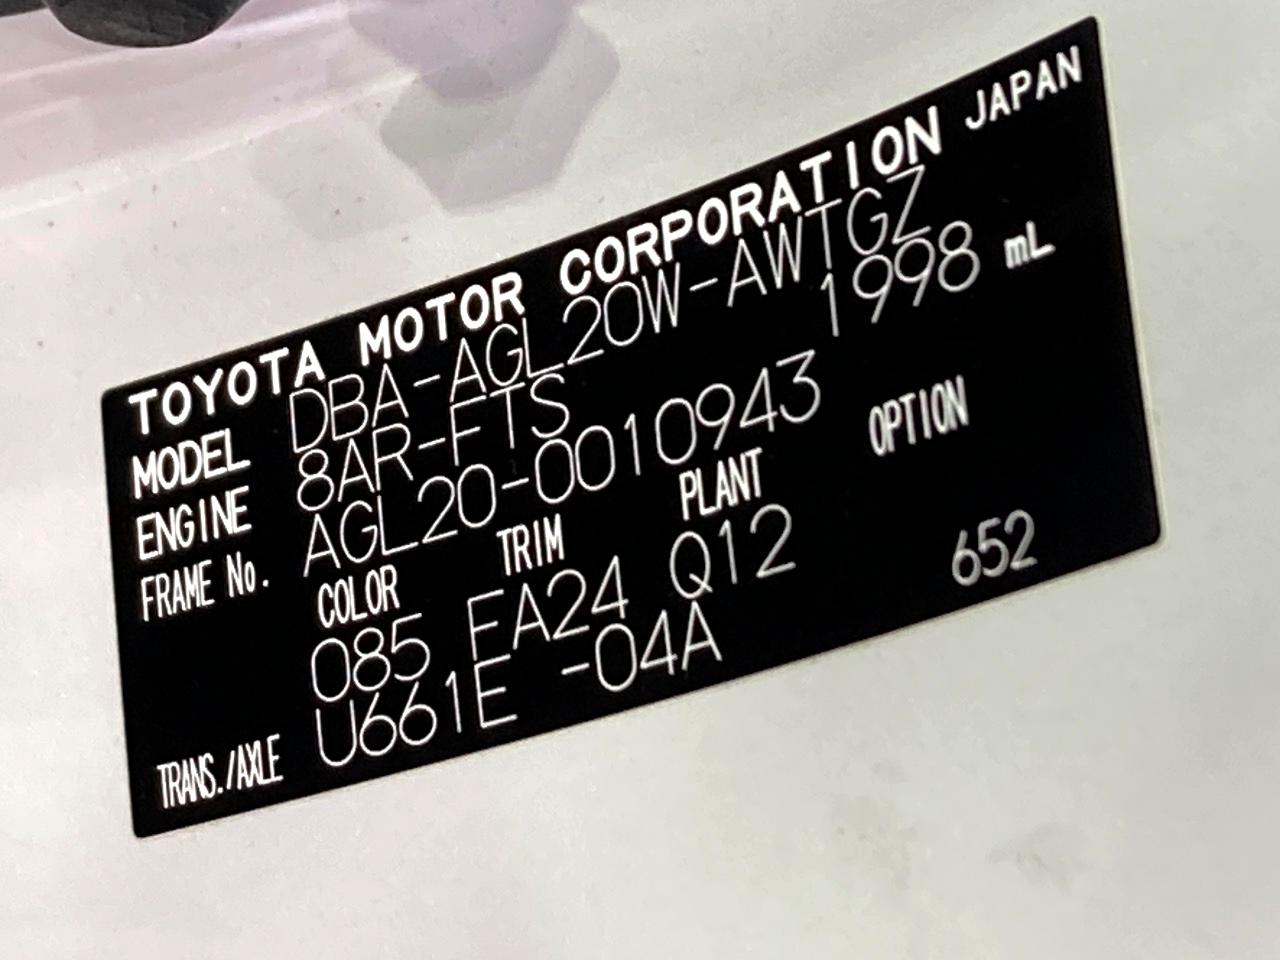 TOYOTA MOTOR CORPORATION JAPAN
MODEL DBA-AGL20W-AWTGZ
ENGINE 8AR-FTS 1998 mL
FRAME No. AGL20-0010943
COLOR TRIM PLANT OPTION
085 EA24 Q12 652
TRANS./AXLE U661E -04A